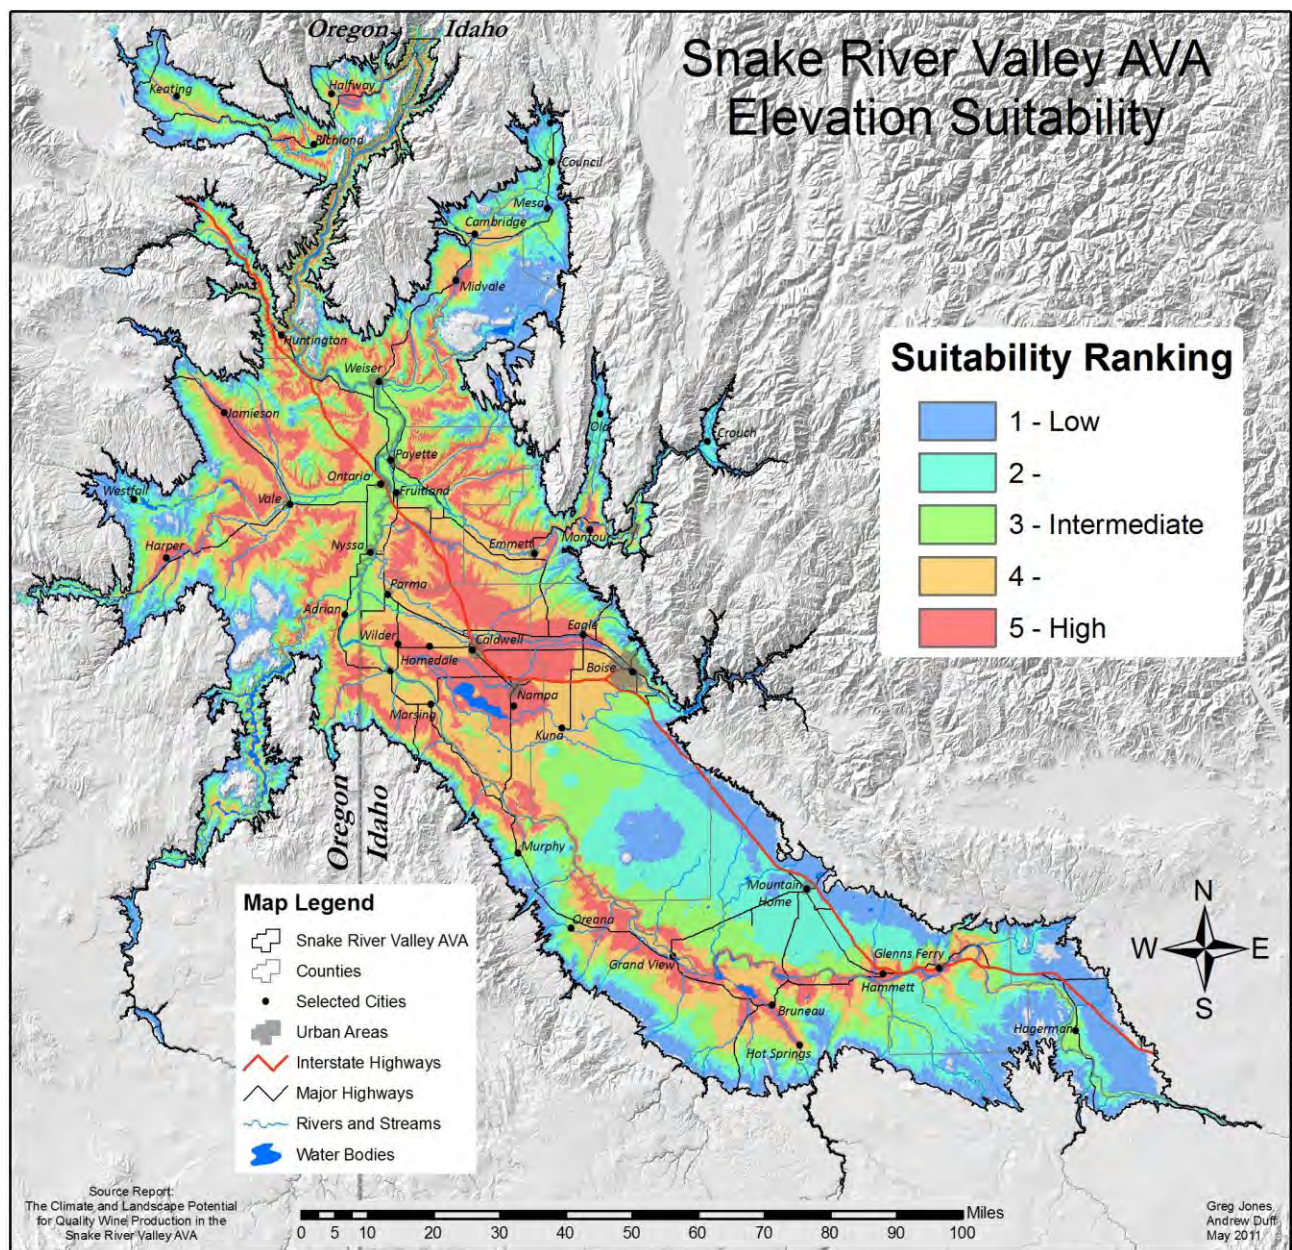 Oregon Idaho
Snake River Valley AVA
Elevation Suitability
Keating
Halfway
Richland
Council
Mesa
Cambridge
Midvale
Huntington
Weiser
Suitability Ranking
1 - Low
2 -
3 - Intermediate
4 -
5 - High
Jamieson
Ola
Crouch
Payette
Ontario
Fruitland
Westfall
Vale
Harper
Nyssa
Emmett
Montour
Parma
Adrian
Wilder
Homedale
Caldwell
Eagle
Boise
Marsing
Nampa
Kuna
Oregon
Idaho
Murphy
Mountain
Home
Oreana
Grand View
Glenns Ferry
Hammett
Bruneau
Hot Springs
Hagerman
Map Legend
Snake River Valley AVA
Counties
Selected Cities
Urban Areas
Interstate Highways
Major Highways
Rivers and Streams
Water Bodies
N
W E
S
Source Report:
The Climate and Landscape Potential
for Quality Wine Production in the
Snake River Valley AVA
Miles
0 5 10 20 30 40 50 60 70 80 90 100
Greg Jones
Andrew Duff
May 2011